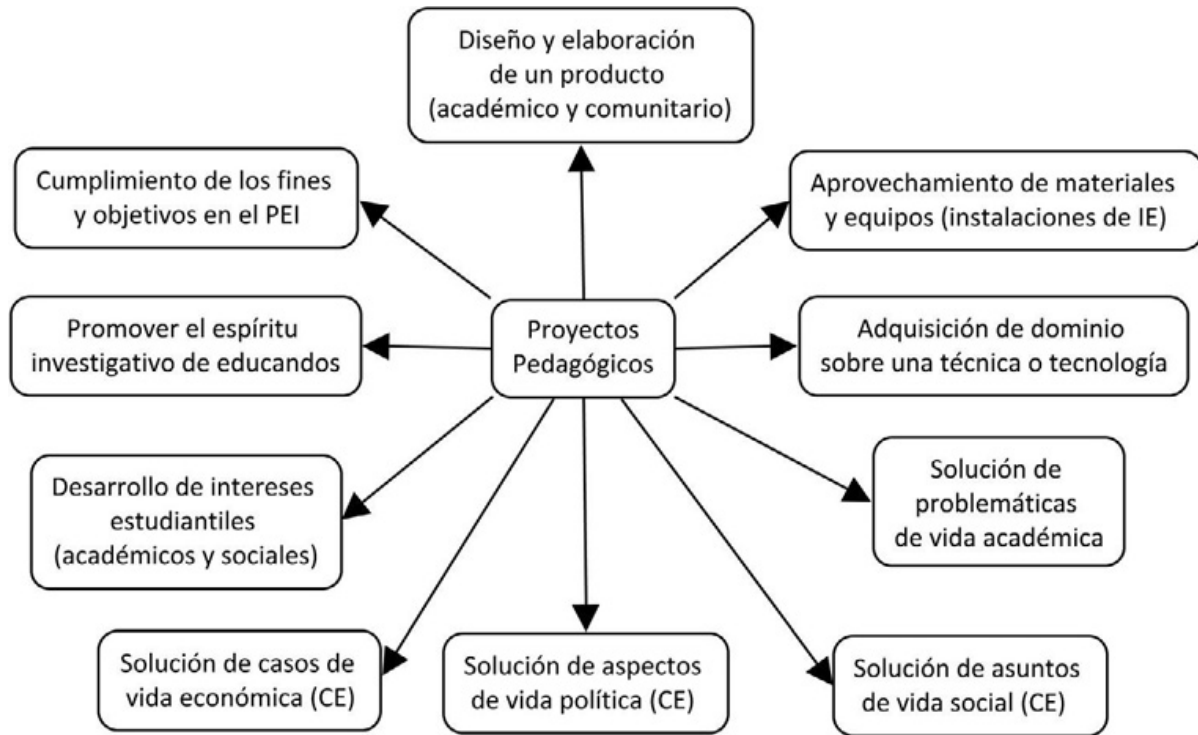 Diseño y elaboración
de un producto
(académico y comunitario)
Cumplimiento de los fines
y objetivos en el PEI
Aprovechamiento de materiales
y equipos (instalaciones de IE)
Promover el espíritu
investigativo de educandos
Proyectos
Pedagógicos
Adquisición de dominio
sobre una técnica o tecnología
Desarrollo de intereses
estudiantiles
(académicos y sociales)
Solución de
problemáticas
de vida académica
Solución de casos de
vida económica (CE)
Solución de aspectos
de vida política (CE)
Solución de asuntos
de vida social (CE)